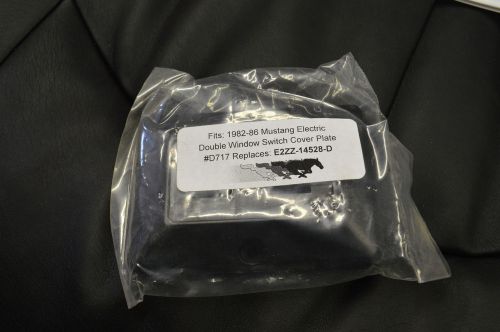 Fits: 1982-86 Mustang Electric
Double Window Switch Cover Plate
#D717 Replaces: E2ZZ-14528-D